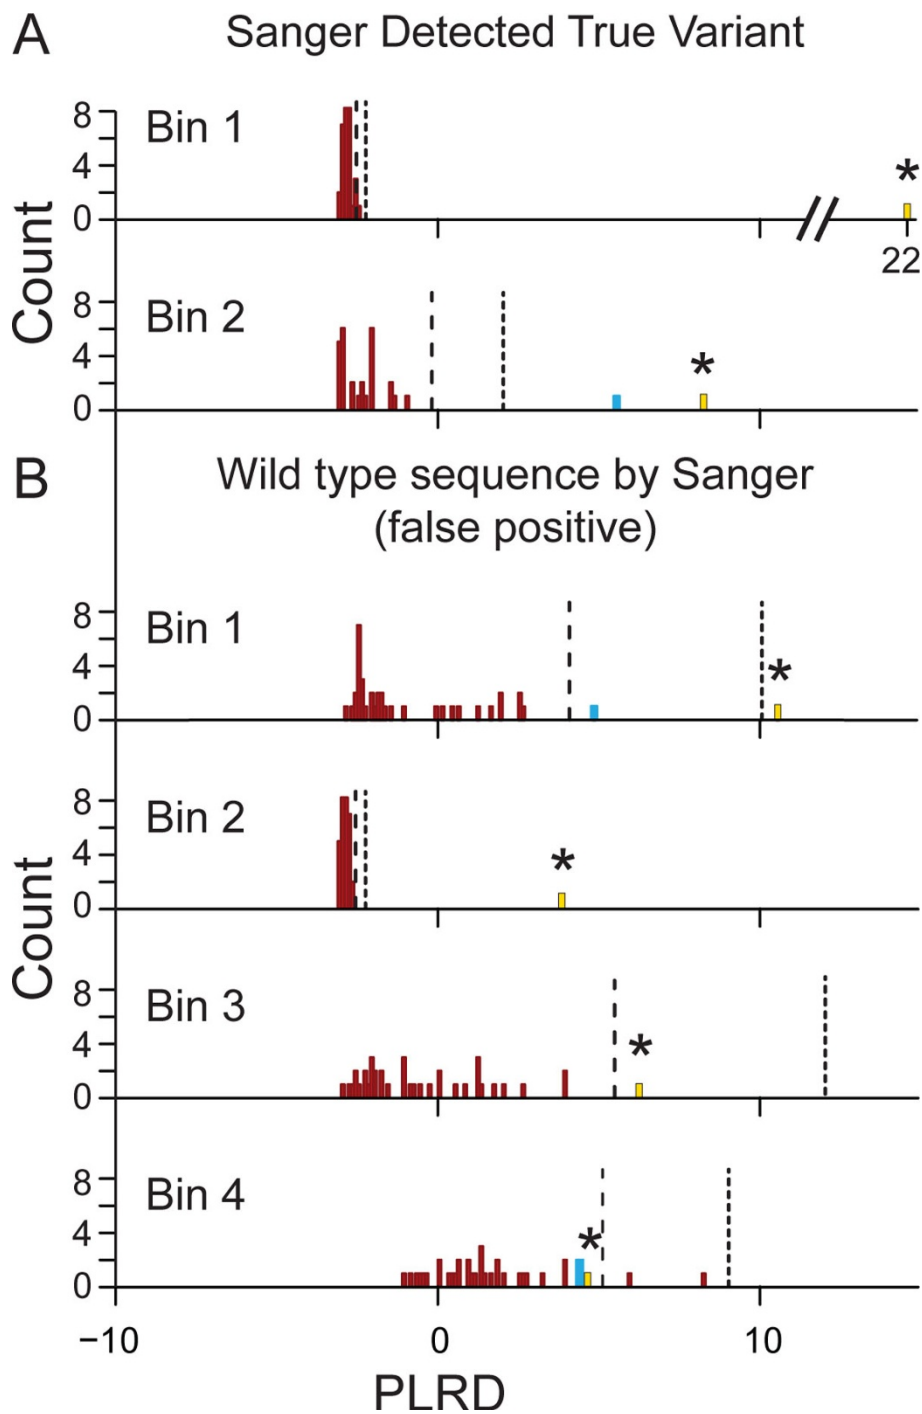 A Sanger Detected True Variant
8 Bin 1
4 *
0
22
Count
8 Bin 2
4 *
0
B Wild type sequence by Sanger
(false positive)
8 Bin 1
4 *
0
8 Bin 2
4 *
0
Count
8 Bin 3
4 *
0
8 Bin 4
4 *
0
−10 0 10
PLRD